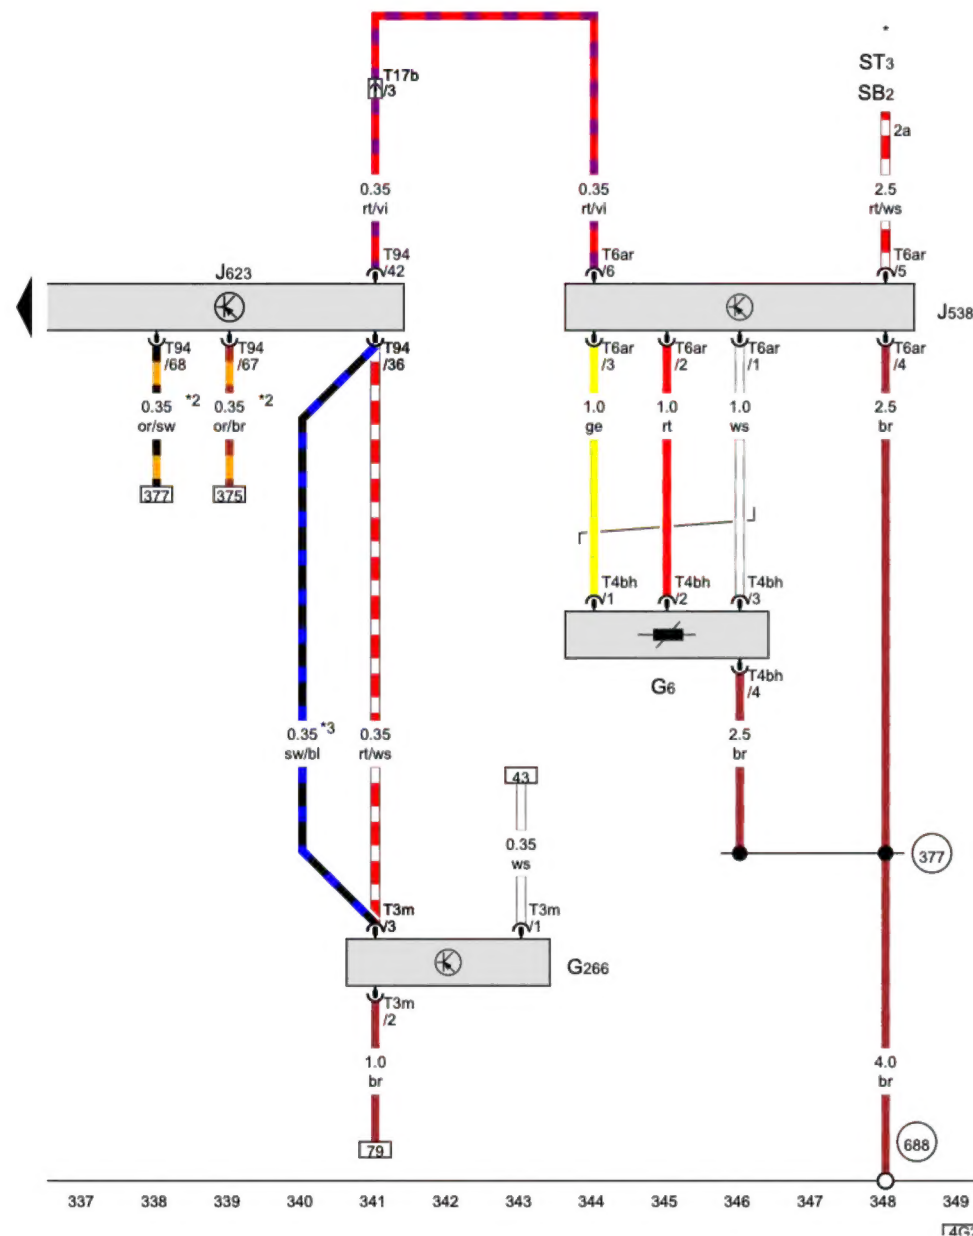 *
ST3
SB2
2a
T17b
/3
0.35
rt/vi
0.35
rt/vi
2.5
rt/ws
T94
/42
T6ar
/6
T6ar
/5
J623
J538
T94
/68
T94
/67
T94
/36
T6ar
/3
T6ar
/2
T6ar
/1
T6ar
/4
0.35 *2
or/sw
0.35 *2
or/br
1.0
ge
1.0
rt
1.0
ws
2.5
br
377
375
T4bh
/1
T4bh
/2
T4bh
/3
G6
T4bh
/4
0.35 *3
sw/bl
0.35
rt/ws
2.5
br
43
0.35
ws
377
T3m
/3
T3m
/1
G266
T3m
/2
1.0
br
4.0
br
79
688
337 338 339 340 341 342 343 344 345 346 347 348 349